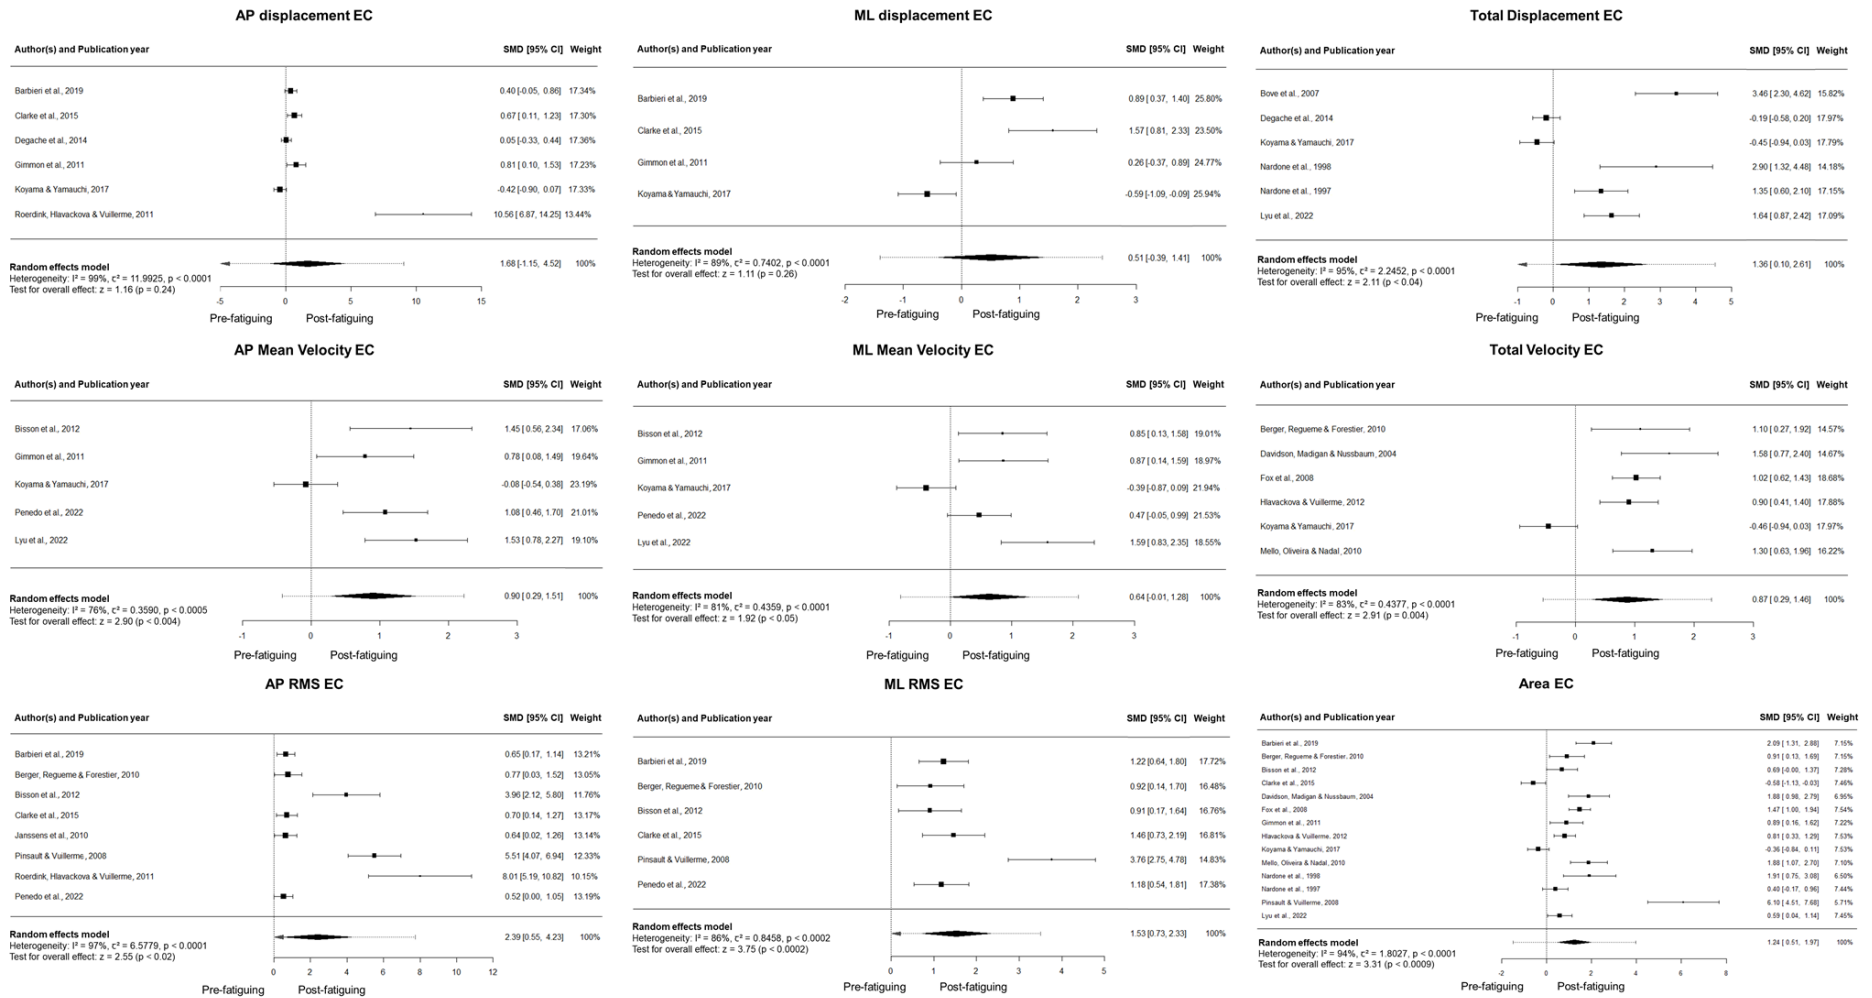 AP displacement EC
Author(s) and Publication year SMD [95% CI] Weight
Barbieri et al., 2019 0.40 [-0.05, 0.86] 17.34%
Clarke et al., 2015 0.67 [ 0.11, 1.23] 17.30%
Degache et al., 2014 0.05 [-0.33, 0.44] 17.36%
Gimmon et al., 2011 0.81 [ 0.10, 1.53] 17.23%
Koyama & Yamauchi, 2017 -0.42 [-0.90, 0.07] 17.33%
Roerdink, Hlavackova & Vuillerme, 2011 10.56 [ 6.87, 14.25] 13.44%
Random effects model 1.68 [-1.15, 4.52] 100%
Heterogeneity: I² = 99%, τ² = 11.9925, p < 0.0001
Test for overall effect: z = 1.16 (p = 0.24)
-5 0 5 10 15
Pre-fatiguing Post-fatiguing
ML displacement EC
Author(s) and Publication year SMD [95% CI] Weight
Barbieri et al., 2019 0.89 [ 0.37, 1.40] 25.80%
Clarke et al., 2015 1.57 [ 0.81, 2.33] 23.50%
Gimmon et al., 2011 0.26 [-0.37, 0.89] 24.77%
Koyama & Yamauchi, 2017 -0.59 [-1.09, -0.09] 25.94%
Random effects model 0.51 [-0.39, 1.41] 100%
Heterogeneity: I² = 89%, τ² = 0.7402, p < 0.0001
Test for overall effect: z = 1.11 (p = 0.26)
-2 -1 0 1 2 3
Pre-fatiguing Post-fatiguing
Total Displacement EC
Author(s) and Publication year SMD [95% CI] Weight
Bove et al., 2007 3.46 [ 2.30, 4.62] 15.82%
Degache et al., 2014 -0.19 [-0.58, 0.20] 17.97%
Koyama & Yamauchi, 2017 -0.45 [-0.94, 0.03] 17.79%
Nardone et al., 1998 2.90 [ 1.32, 4.48] 14.18%
Nardone et al., 1997 1.35 [ 0.60, 2.10] 17.15%
Lyu et al., 2022 1.64 [ 0.87, 2.42] 17.09%
Random effects model 1.36 [ 0.10, 2.61] 100%
Heterogeneity: I² = 95%, τ² = 2.2452, p < 0.0001
Test for overall effect: z = 2.11 (p < 0.04)
-1 0 1 2 3 4 5
Pre-fatiguing Post-fatiguing
AP Mean Velocity EC
Author(s) and Publication year SMD [95% CI] Weight
Bisson et al., 2012 1.45 [ 0.56, 2.34] 17.06%
Gimmon et al., 2011 0.78 [ 0.08, 1.49] 19.64%
Koyama & Yamauchi, 2017 -0.08 [-0.54, 0.38] 23.19%
Penedo et al., 2022 1.08 [ 0.46, 1.70] 21.01%
Lyu et al., 2022 1.53 [ 0.78, 2.27] 19.10%
Random effects model 0.90 [ 0.29, 1.51] 100%
Heterogeneity: I² = 76%, τ² = 0.3590, p < 0.0005
Test for overall effect: z = 2.90 (p < 0.004)
-1 0 1 2 3
Pre-fatiguing Post-fatiguing
ML Mean Velocity EC
Author(s) and Publication year SMD [95% CI] Weight
Bisson et al., 2012 0.85 [ 0.13, 1.58] 19.01%
Gimmon et al., 2011 0.87 [ 0.14, 1.59] 18.97%
Koyama & Yamauchi, 2017 -0.39 [-0.87, 0.09] 21.94%
Penedo et al., 2022 0.47 [-0.05, 0.99] 21.53%
Lyu et al., 2022 1.59 [ 0.83, 2.35] 18.55%
Random effects model 0.64 [-0.01, 1.28] 100%
Heterogeneity: I² = 81%, τ² = 0.4359, p < 0.0001
Test for overall effect: z = 1.92 (p < 0.05)
-1 0 1 2 3
Pre-fatiguing Post-fatiguing
Total Velocity EC
Author(s) and Publication year SMD [95% CI] Weight
Berger, Regueme & Forestier, 2010 1.10 [ 0.27, 1.92] 14.57%
Davidson, Madigan & Nussbaum, 2004 1.58 [ 0.77, 2.40] 14.67%
Fox et al., 2008 1.02 [ 0.62, 1.43] 18.68%
Hlavackova & Vuillerme, 2012 0.90 [ 0.41, 1.40] 17.88%
Koyama & Yamauchi, 2017 -0.46 [-0.94, 0.03] 17.97%
Mello, Oliveira & Nadal, 2010 1.30 [ 0.63, 1.96] 16.22%
Random effects model 0.87 [ 0.29, 1.46] 100%
Heterogeneity: I² = 83%, τ² = 0.4377, p < 0.0001
Test for overall effect: z = 2.91 (p = 0.004)
-1 0 1 2 3
Pre-fatiguing Post-fatiguing
AP RMS EC
Author(s) and Publication year SMD [95% CI] Weight
Barbieri et al., 2019 0.65 [0.17, 1.14] 13.21%
Berger, Regueme & Forestier, 2010 0.77 [0.03, 1.52] 13.05%
Bisson et al., 2012 3.96 [2.12, 5.80] 11.76%
Clarke et al., 2015 0.70 [0.14, 1.27] 13.17%
Janssens et al., 2010 0.64 [0.02, 1.26] 13.14%
Pinsault & Vuillerme, 2008 5.51 [4.07, 6.94] 12.33%
Roerdink, Hlavackova & Vuillerme, 2011 8.01 [5.19, 10.82] 10.15%
Penedo et al., 2022 0.52 [0.00, 1.05] 13.19%
Random effects model 2.39 [0.55, 4.23] 100%
Heterogeneity: I² = 97%, τ² = 6.5779, p < 0.0001
Test for overall effect: z = 2.55 (p < 0.02)
0 2 4 6 8 10 12
Pre-fatiguing Post-fatiguing
ML RMS EC
Author(s) and Publication year SMD [95% CI] Weight
Barbieri et al., 2019 1.22 [0.64, 1.80] 17.72%
Berger, Regueme & Forestier, 2010 0.92 [0.14, 1.70] 16.48%
Bisson et al., 2012 0.91 [0.17, 1.64] 16.76%
Clarke et al., 2015 1.46 [0.73, 2.19] 16.81%
Pinsault & Vuillerme, 2008 3.76 [2.75, 4.78] 14.83%
Penedo et al., 2022 1.18 [0.54, 1.81] 17.38%
Random effects model 1.53 [0.73, 2.33] 100%
Heterogeneity: I² = 86%, τ² = 0.8458, p < 0.0002
Test for overall effect: z = 3.75 (p < 0.0002)
0 1 2 3 4 5
Pre-fatiguing Post-fatiguing
Area EC
Author(s) and Publication year SMD [95% CI] Weight
Barbieri et al., 2019 2.09 [ 1.31, 2.88] 7.15%
Berger, Regueme & Forestier, 2010 0.91 [ 0.13, 1.69] 7.15%
Bisson et al., 2012 0.69 [-0.00, 1.37] 7.28%
Clarke et al., 2015 -0.58 [-1.13, -0.03] 7.46%
Davidson, Madigan & Nussbaum, 2004 1.88 [ 0.98, 2.79] 6.95%
Fox et al., 2008 1.47 [ 1.00, 1.94] 7.54%
Gimmon et al., 2011 0.89 [ 0.16, 1.62] 7.22%
Hlavackova & Vuillerme, 2012 0.81 [ 0.33, 1.29] 7.53%
Koyama & Yamauchi, 2017 -0.36 [-0.84, 0.11] 7.53%
Mello, Oliveira & Nadal, 2010 1.88 [ 1.07, 2.70] 7.10%
Nardone et al., 1998 1.91 [ 0.75, 3.08] 6.50%
Nardone et al., 1997 0.40 [-0.17, 0.96] 7.44%
Pinsault & Vuillerme, 2008 6.10 [ 4.51, 7.68] 5.71%
Lyu et al., 2022 0.59 [ 0.04, 1.14] 7.45%
Random effects model 1.24 [ 0.51, 1.97] 100%
Heterogeneity: I² = 94%, τ² = 1.8027, p < 0.0001
Test for overall effect: z = 3.31 (p < 0.0009)
-2 0 2 4 6 8
Pre-fatiguing Post-fatiguing